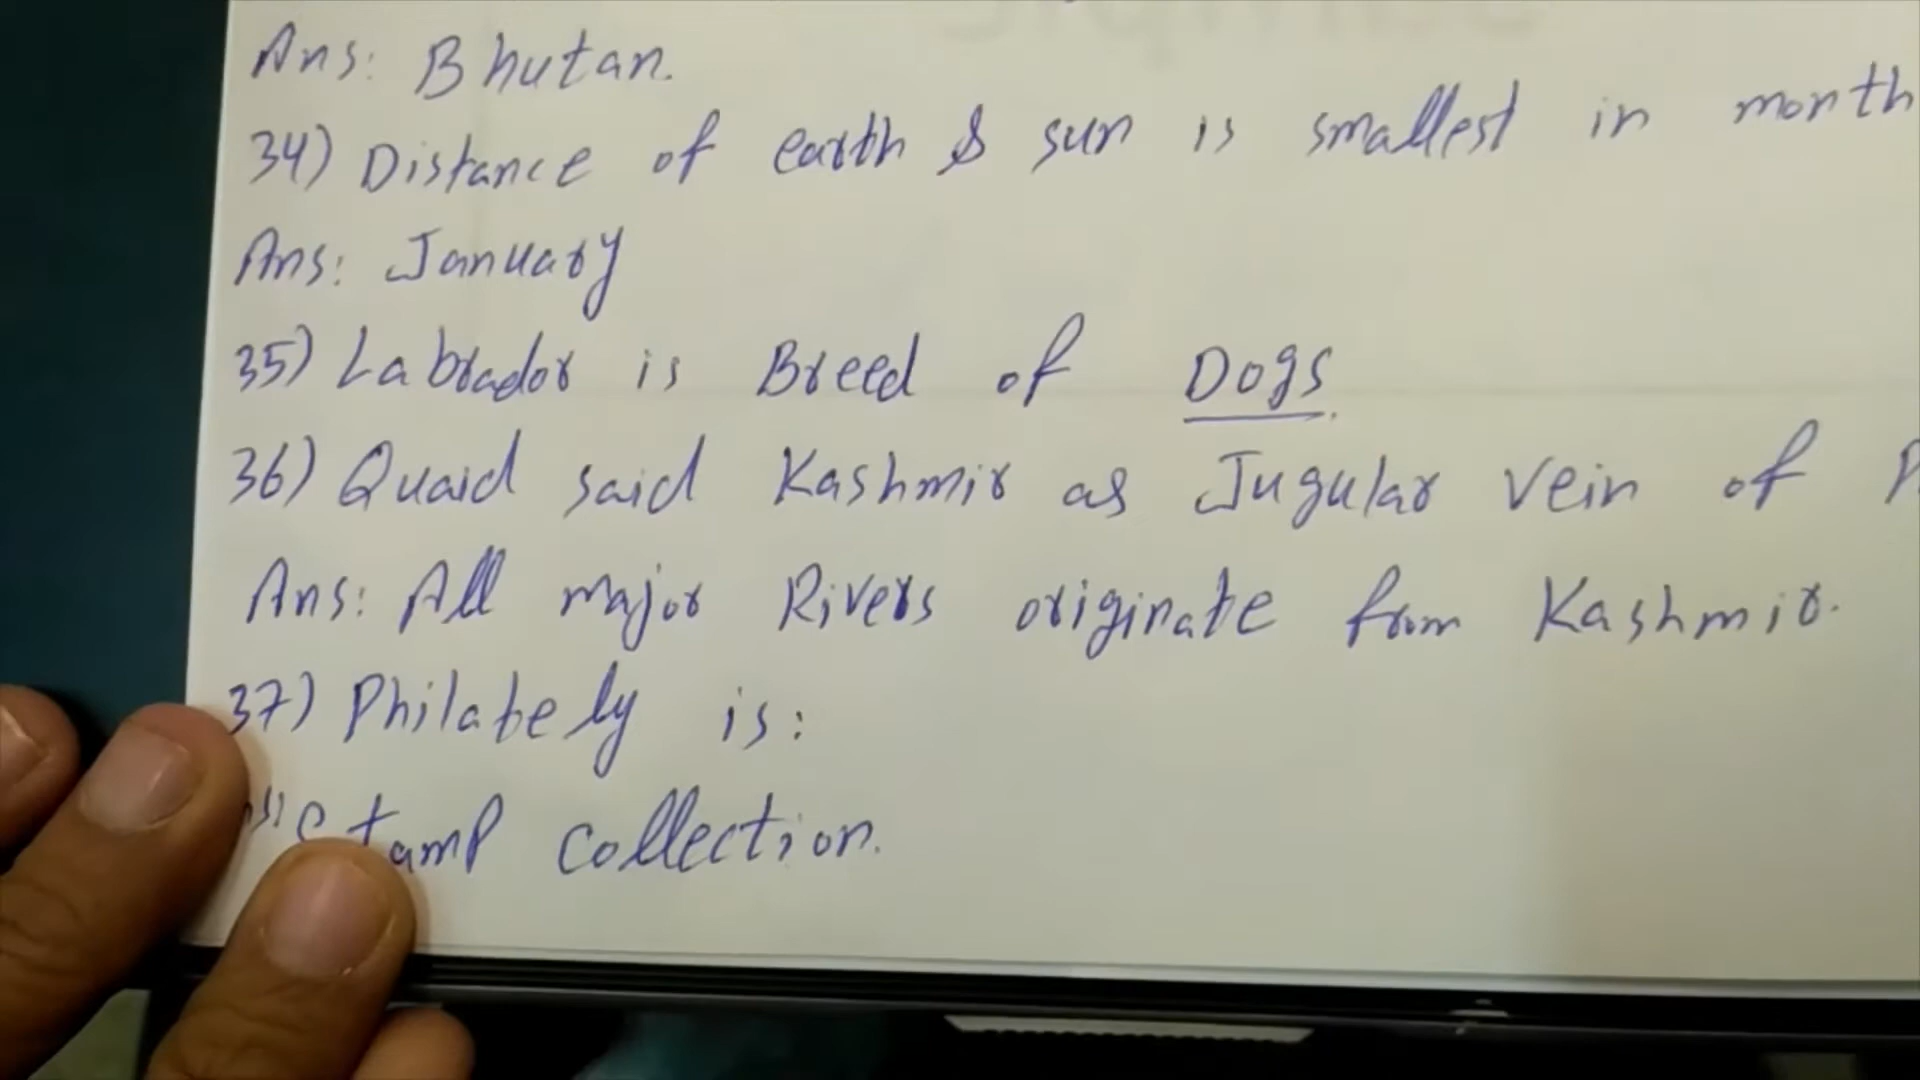 Ans: Bhutan.
34) Distance of earth & sun is smallest in month
Ans: January
35) Labrador is Breed of Dogs.
36) Quaid said Kashmir as Jugular vein of
Ans: All major Rivers originate from Kashmir.
37) Philately is:
Stamp collection.